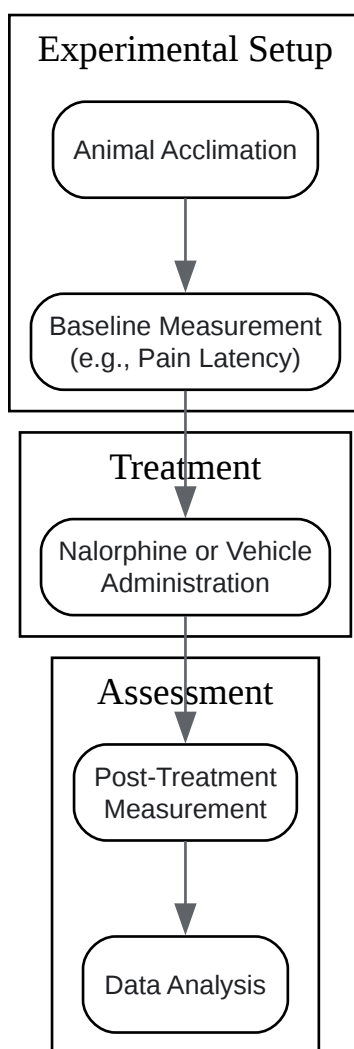 Experimental Setup
Animal Acclimation
Baseline Measurement
(e.g., Pain Latency)
Treatment
Nalorphine or Vehicle
Administration
Assessment
Post-Treatment
Measurement
Data Analysis